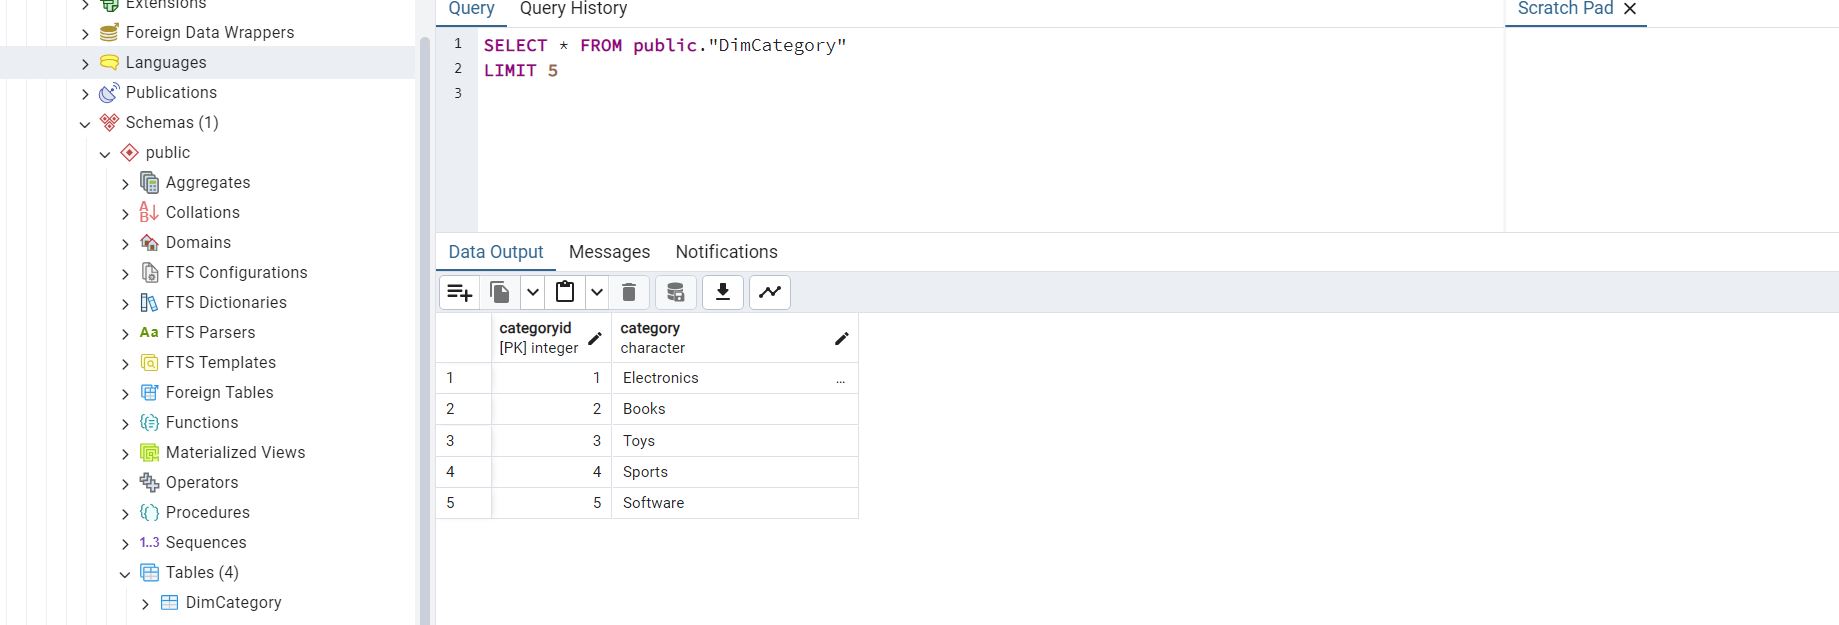 Extensions
Foreign Data Wrappers
Languages
Publications
Schemas (1)
public
Aggregates
Collations
Domains
FTS Configurations
FTS Dictionaries
Aa FTS Parsers
FTS Templates
Foreign Tables
Functions
Materialized Views
Operators
Procedures
1..3 Sequences
Tables (4)
DimCategory
Query Query History
Scratch Pad
1 SELECT * FROM public."DimCategory"
2 LIMIT 5
3
Data Output Messages Notifications
categoryid category
[PK] integer character
1 1 Electronics ...
2 2 Books
3 3 Toys
4 4 Sports
5 5 Software